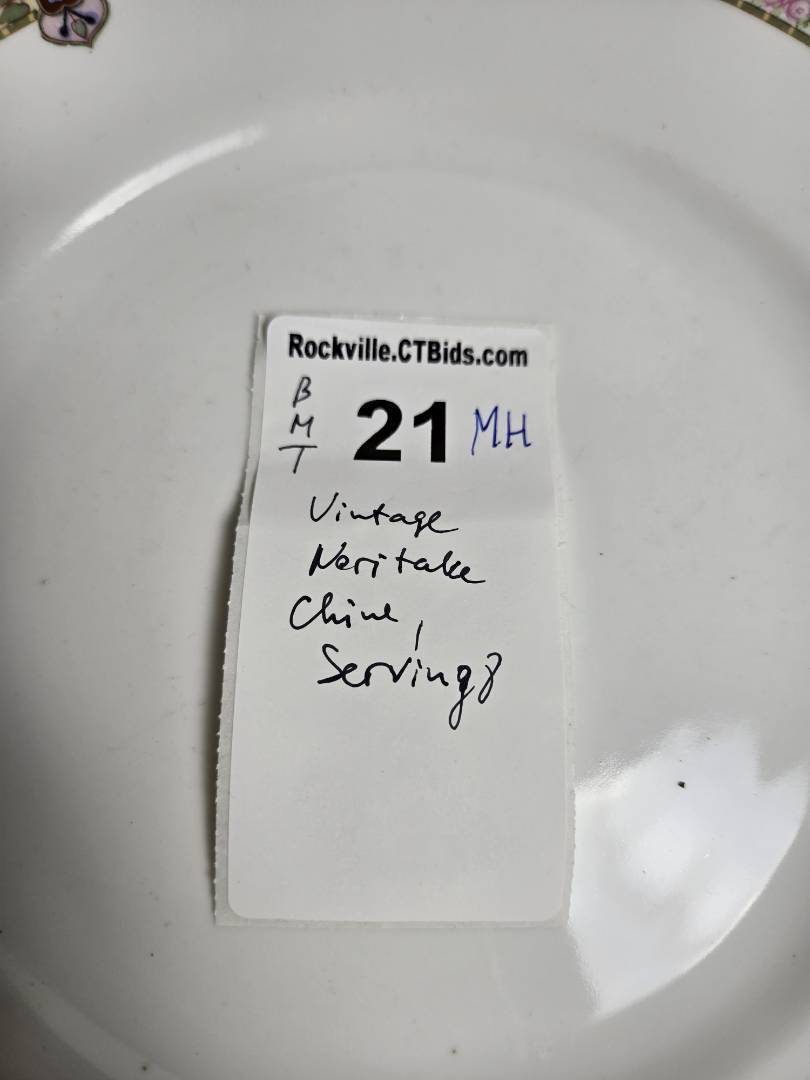 Rockville.CTBids.com
B
M
T
21 MH
Vintage
Noritake
China,
Serving 8